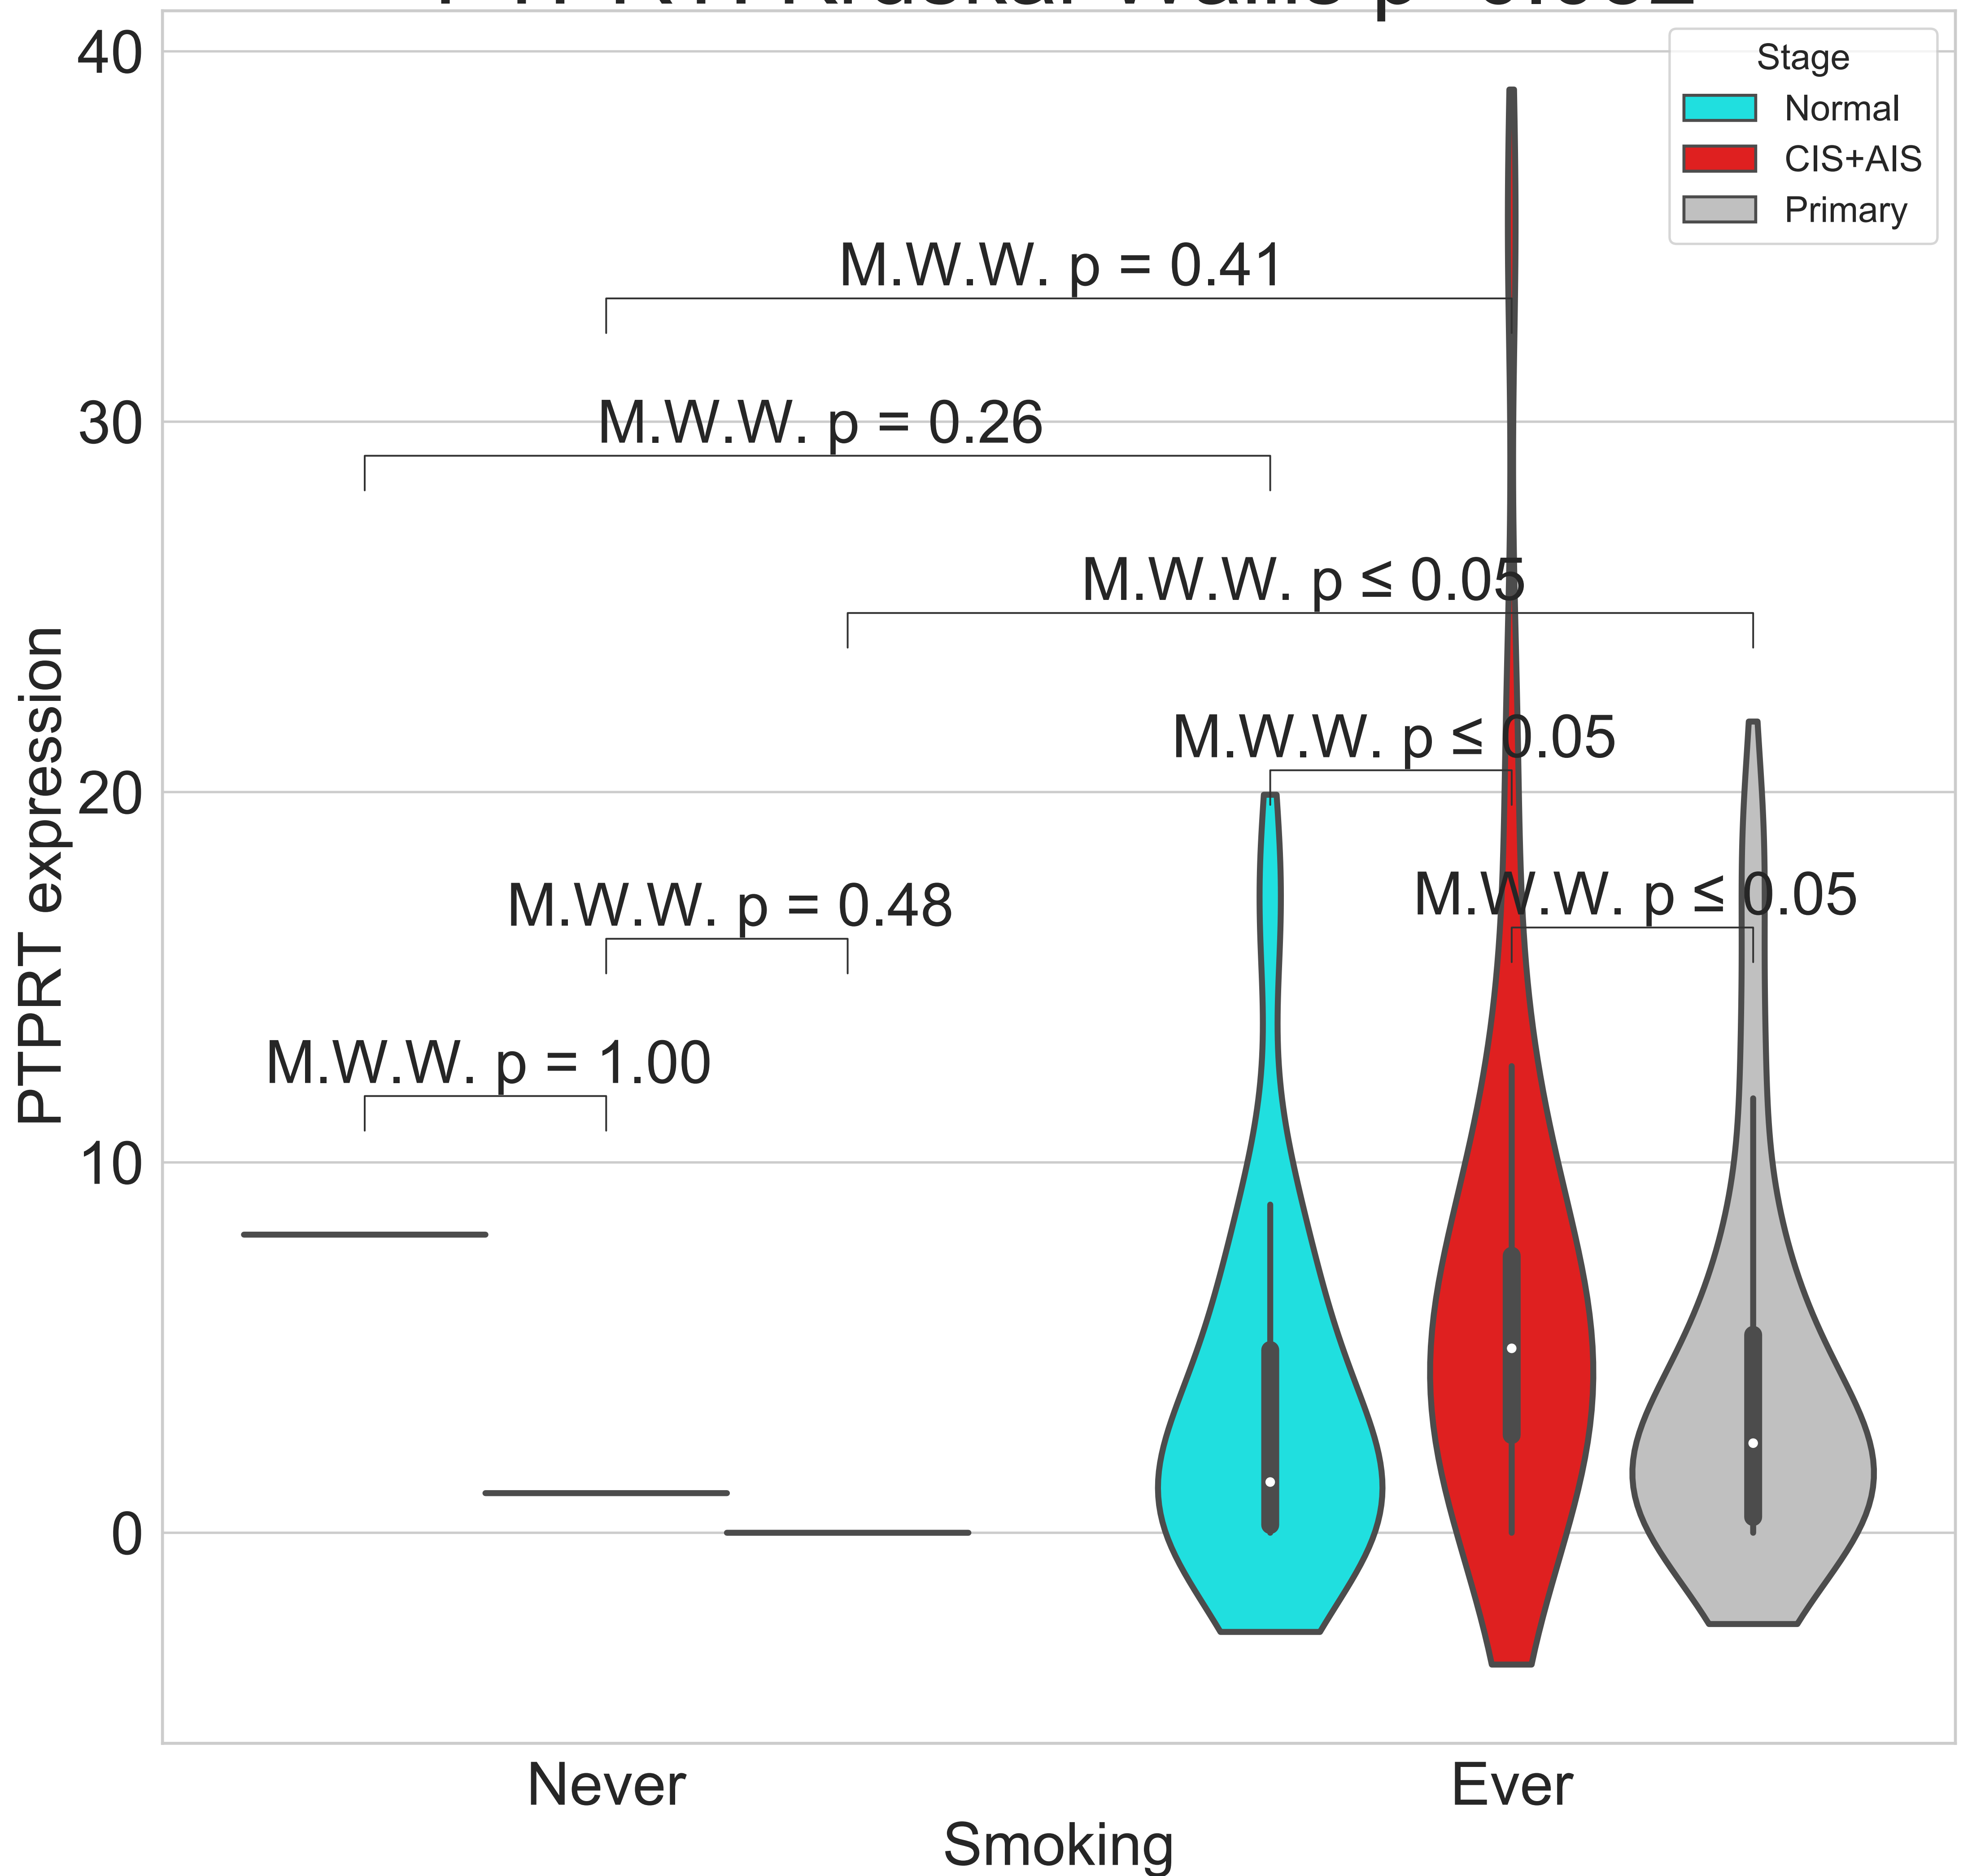 40
Stage
Normal
CIS+AIS
Primary
M.W.W. p = 0.41
30
M.W.W. p = 0.26
M.W.W. p ≤ 0.05
M.W.W. p ≤ 0.05
20
M.W.W. p = 0.48
M.W.W. p ≤ 0.05
M.W.W. p = 1.00
10
0
PTPRT expression
Never
Ever
Smoking